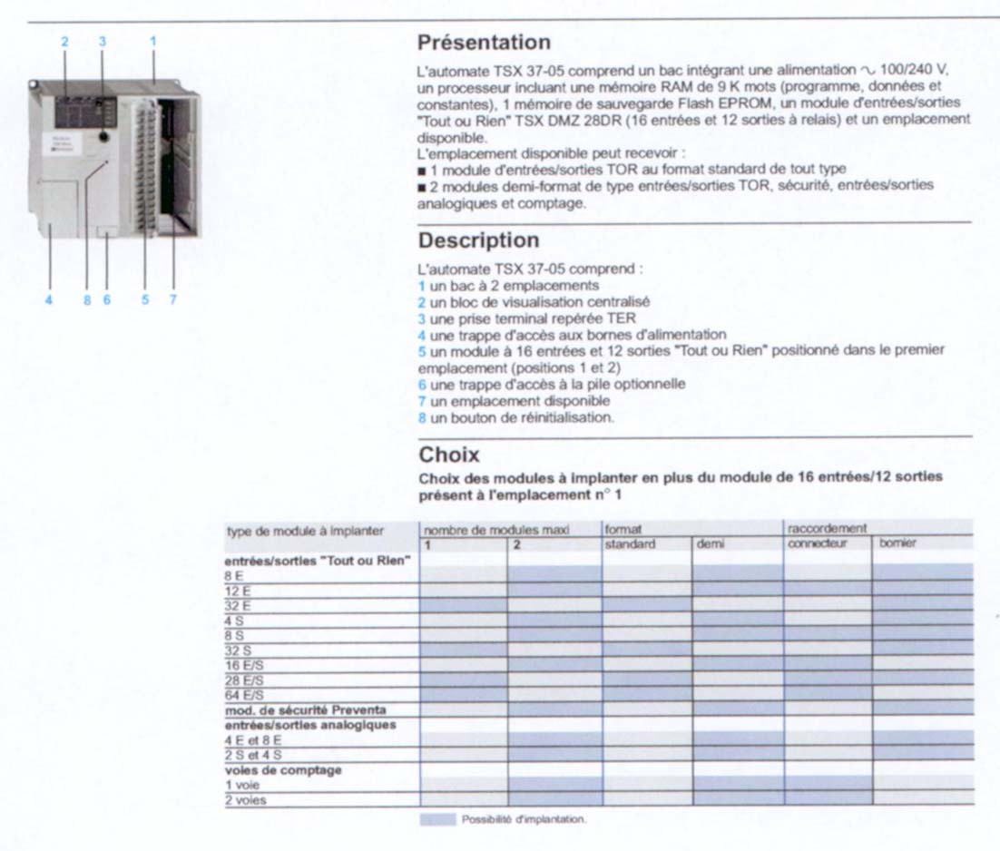 2 3 1
4 8 6 5 7
Présentation
L'automate TSX 37-05 comprend un bac intégrant une alimentation ~ 100/240 V,
un processeur incluant une mémoire RAM de 9 K mots (programme, données et
constantes), 1 mémoire de sauvegarde Flash EPROM, un module d'entrées/sorties
"Tout ou Rien" TSX DMZ 28DR (16 entrées et 12 sorties à relais) et un emplacement
disponible.
L'emplacement disponible peut recevoir :
■ 1 module d'entrées/sorties TOR au format standard de tout type
■ 2 modules demi-format de type entrées/sorties TOR, sécurité, entrées/sorties
analogiques et comptage.
Description
L'automate TSX 37-05 comprend :
1 un bac à 2 emplacements
2 un bloc de visualisation centralisé
3 une prise terminal repérée TER
4 une trappe d'accès aux bornes d'alimentation
5 un module à 16 entrées et 12 sorties "Tout ou Rien" positionné dans le premier
emplacement (positions 1 et 2)
6 une trappe d'accès à la pile optionnelle
7 un emplacement disponible
8 un bouton de réinitialisation.
Choix
Choix des modules à implanter en plus du module de 16 entrées/12 sorties
présent à l'emplacement n° 1
type de module à implanter nombre de modules maxi format raccordement
1 2 standard demi connecteur bornier
entrées/sorties "Tout ou Rien"
8 E
12 E
32 E
4 S
8 S
32 S
16 E/S
28 E/S
64 E/S
mod. de sécurité Preventa
entrées/sorties analogiques
4 E et 8 E
2 S et 4 S
voies de comptage
1 voie
2 voies
Possibilité d'implantation.